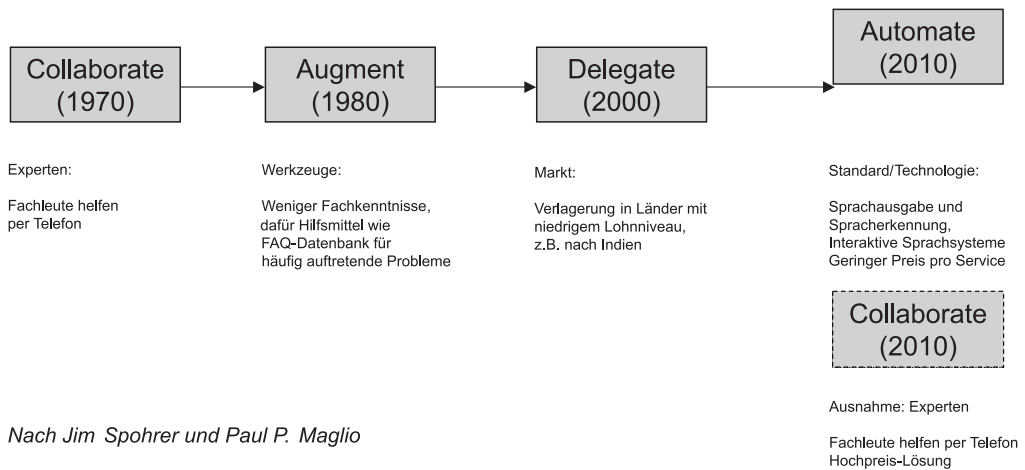 Collaborate
(1970)
Experten:
Fachleute helfen
per Telefon
Augment
(1980)
Werkzeuge:
Weniger Fachkenntnisse,
dafür Hilfsmittel wie
FAQ-Datenbank für
häufig auftretende Probleme
Delegate
(2000)
Markt:
Verlagerung in Länder mit
niedrigem Lohnniveau,
z.B. nach Indien
Automate
(2010)
Standard/Technologie:
Sprachausgabe und
Spracherkennung,
Interaktive Sprachsysteme
Geringer Preis pro Service
Collaborate
(2010)
Ausnahme: Experten
Fachleute helfen per Telefon
Hochpreis-Lösung
Nach Jim Spohrer und Paul P. Maglio